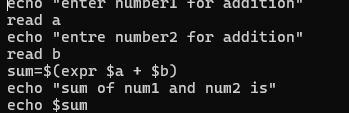 echo "enter number1 for addition"
read a
echo "entre number2 for addition"
read b
sum=$(expr $a + $b)
echo "sum of num1 and num2 is"
echo $sum